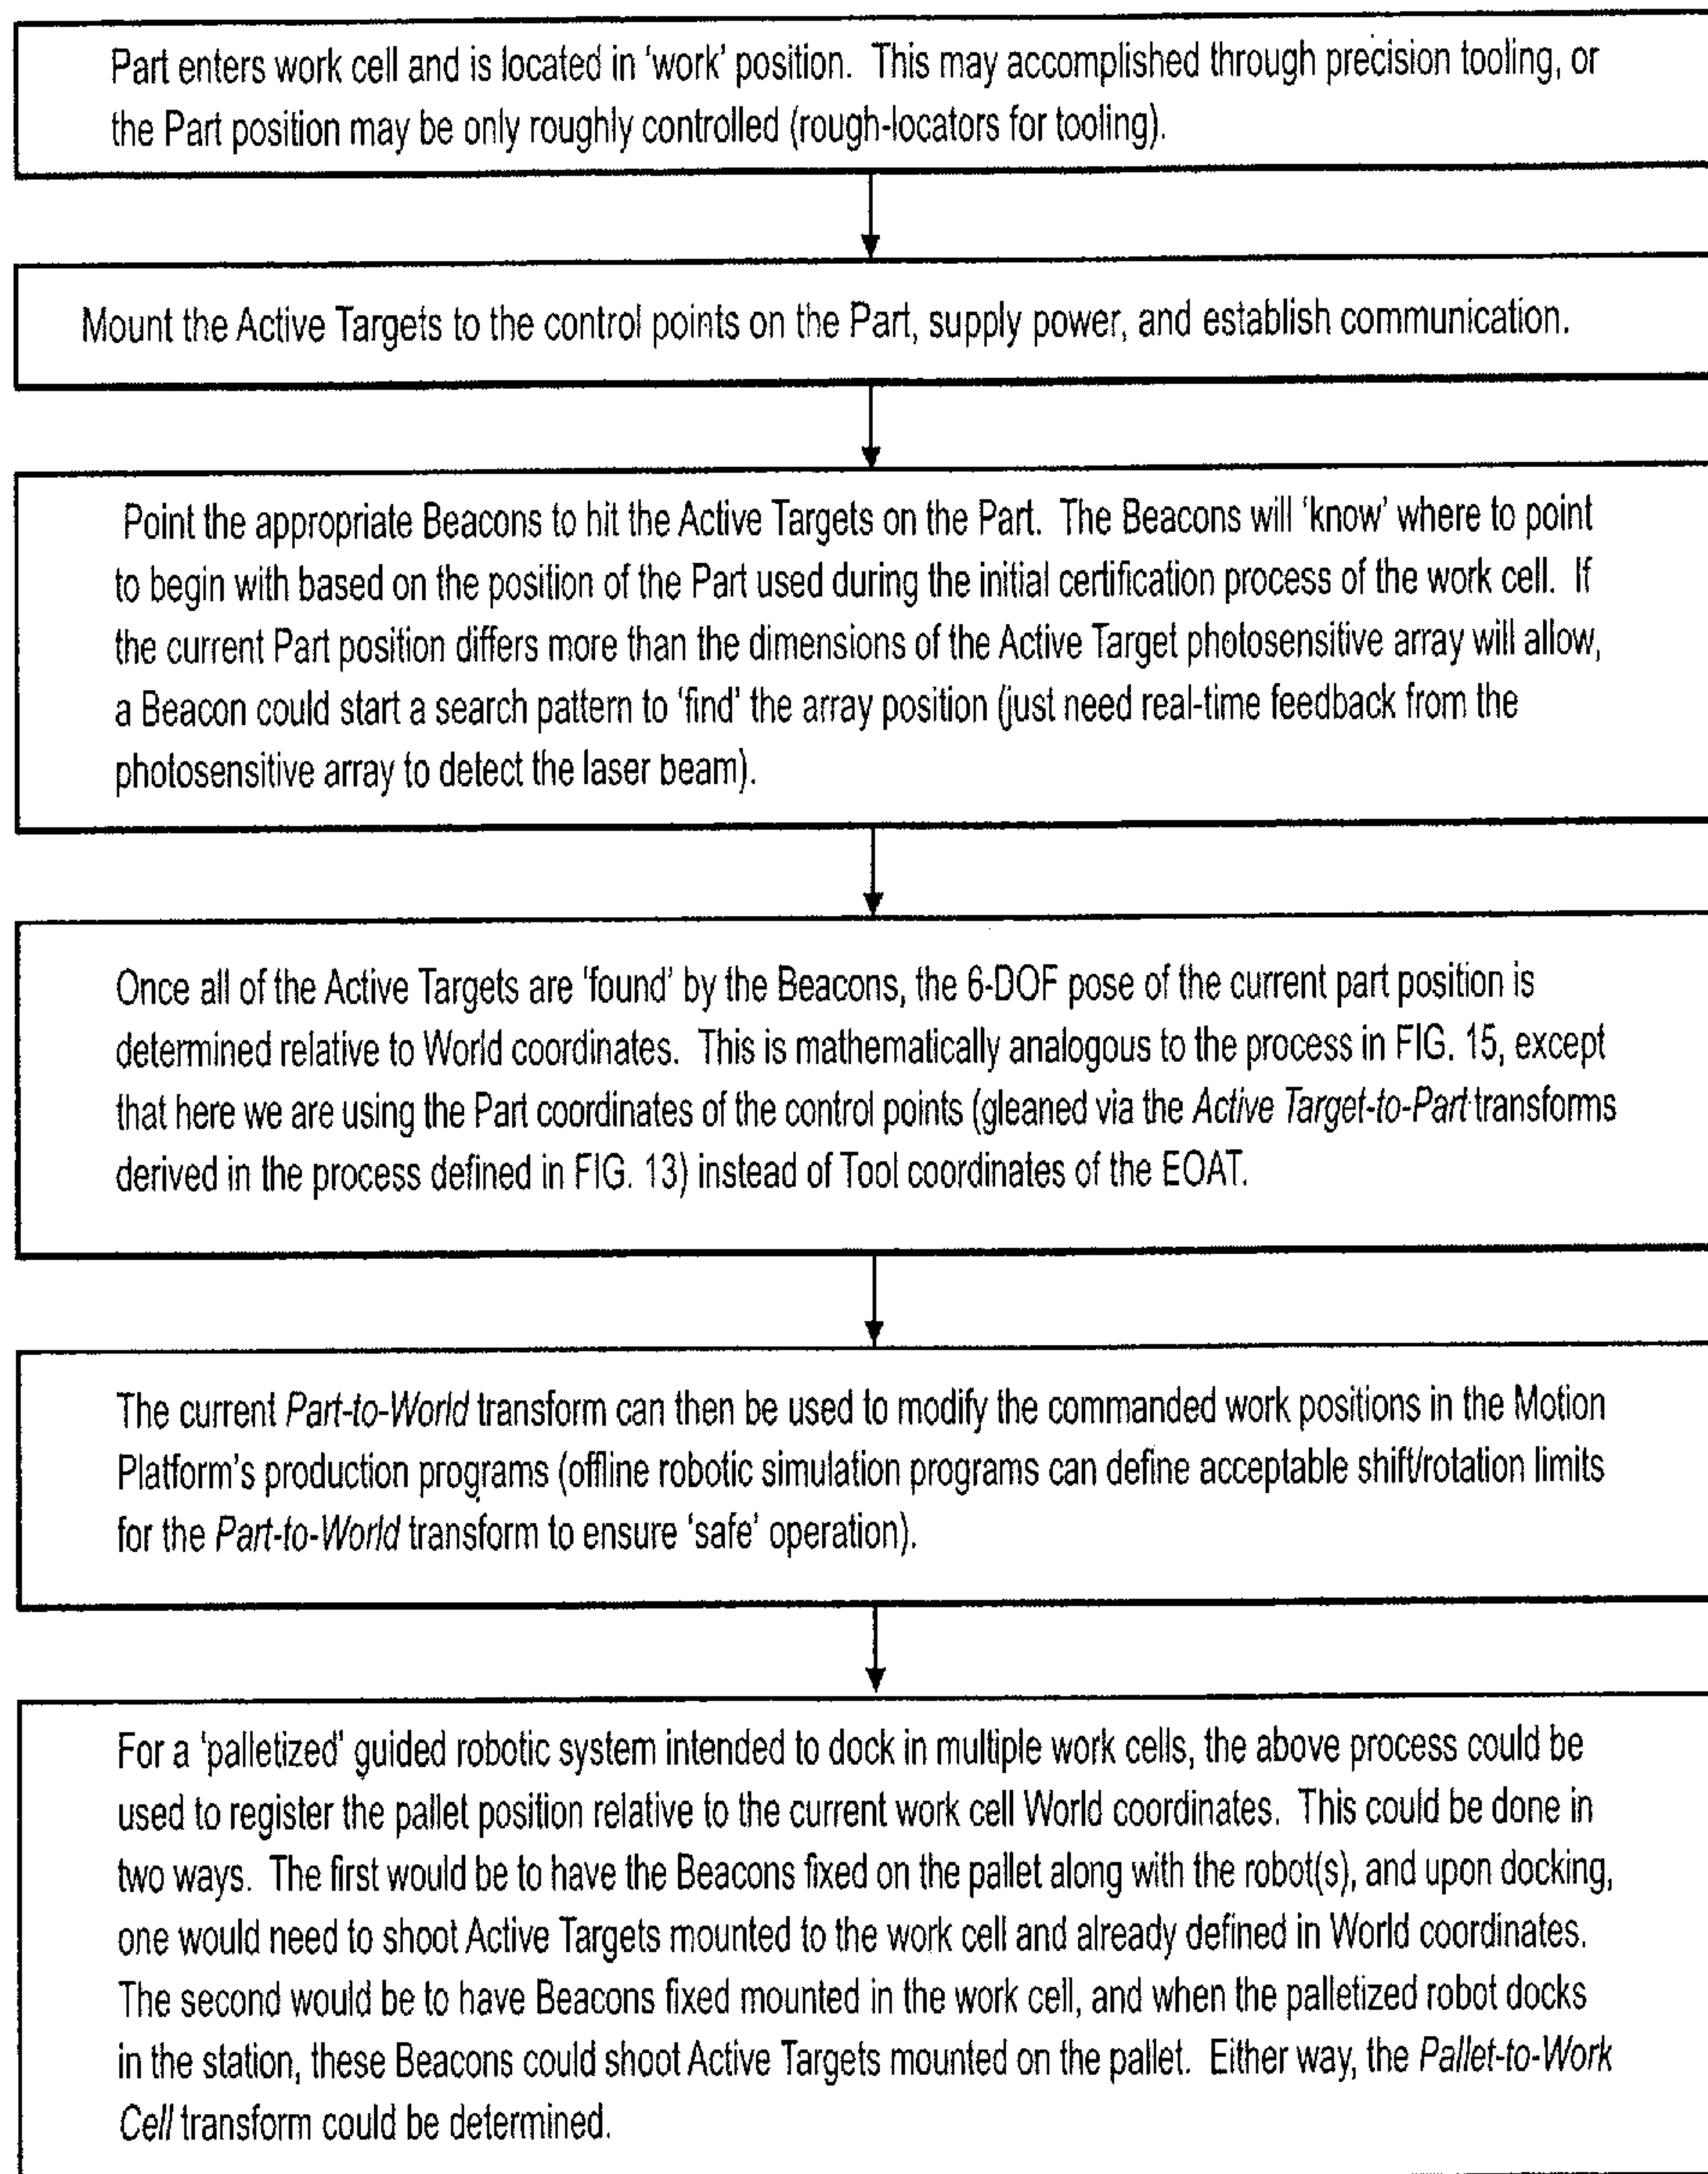 Part enters work cell and is located in ‘work’ position. This may accomplished through precision tooling, or
the Part position may be only roughly controlled (rough-locators for tooling).
Mount the Active Targets to the control points on the Part, supply power, and establish communication.
Point the appropriate Beacons to hit the Active Targets on the Part. The Beacons will ‘know’ where to point
to begin with based on the position of the Part used during the initial certification process of the work cell. If
the current Part position differs more than the dimensions of the Active Target photosensitive array will allow,
a Beacon could start a search pattern to ‘find’ the array position (just need real-time feedback from the
photosensitive array to detect the laser beam).
Once all of the Active Targets are ‘found’ by the Beacons, the 6-DOF pose of the current part position is
determined relative to World coordinates. This is mathematically analogous to the process in FIG. 15, except
that here we are using the Part coordinates of the control points (gleaned via the Active Target-to-Part transforms
derived in the process defined in FIG. 13) instead of Tool coordinates of the EOAT.
The current Part-to-World transform can then be used to modify the commanded work positions in the Motion
Platform’s production programs (offline robotic simulation programs can define acceptable shift/rotation limits
for the Part-to-World transform to ensure ‘safe’ operation).
For a ‘palletized’ guided robotic system intended to dock in multiple work cells, the above process could be
used to register the pallet position relative to the current work cell World coordinates. This could be done in
two ways. The first would be to have the Beacons fixed on the pallet along with the robot(s), and upon docking,
one would need to shoot Active Targets mounted to the work cell and already defined in World coordinates.
The second would be to have Beacons fixed mounted in the work cell, and when the palletized robot docks
in the station, these Beacons could shoot Active Targets mounted on the pallet. Either way, the Pallet-to-Work
Cell transform could be determined.